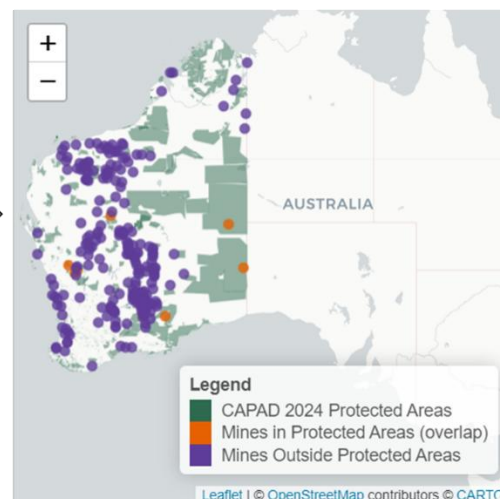 +
−
AUSTRALIA
Legend
CAPAD 2024 Protected Areas
Mines in Protected Areas (overlap)
Mines Outside Protected Areas
Leaflet | © OpenStreetMap contributors © CARTO